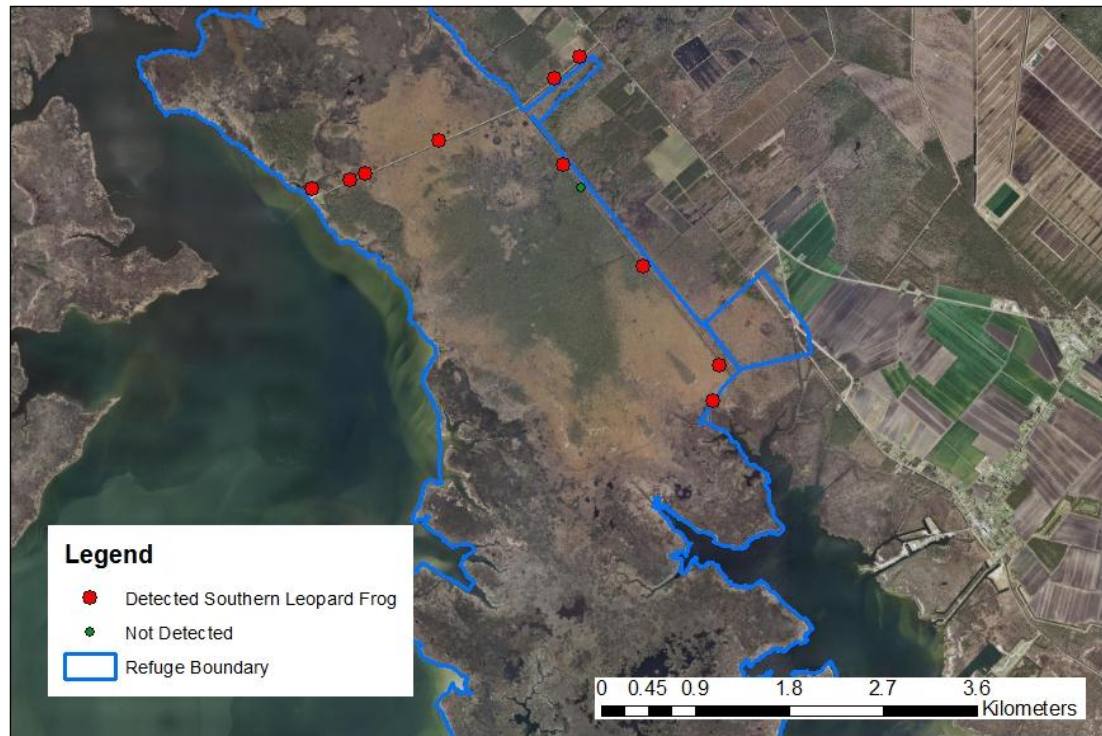 Legend
Detected Southern Leopard Frog
Not Detected
Refuge Boundary
0 0.45 0.9 1.8 2.7 3.6
Kilometers